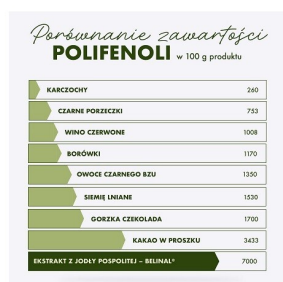 Porównanie zawartości
POLIFENOLI w 100 g produktu
KARCZOCHY 260
CZARNE PORZECZKI 753
WINO CZERWONE 1008
BORÓWKI 1170
OWOCE CZARNEGO BZU 1350
SIEMIĘ LNIANE 1530
GORZKA CZEKOLADA 1700
KAKAO W PROSZKU 3433
EKSTRAKT Z JODŁY POSPOLITEJ – BELINAL® 7000